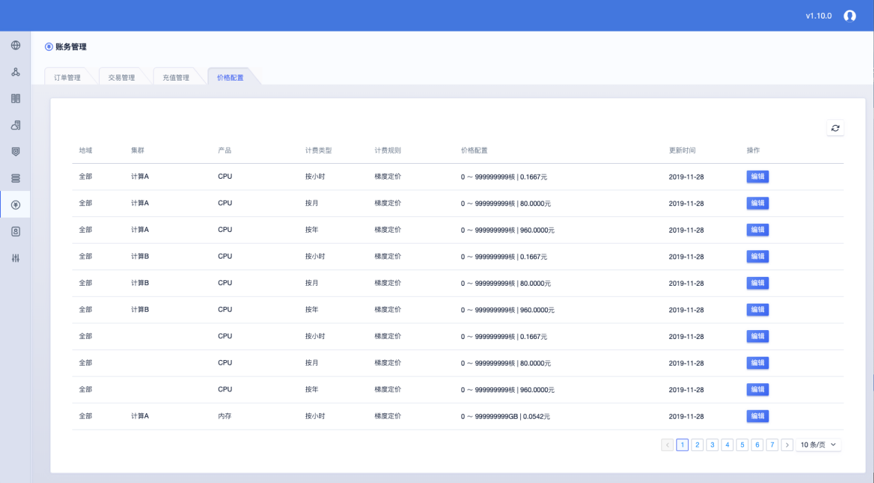 v1.10.0
账务管理
订单管理 交易管理 充值管理 价格配置
地域 集群 产品 计费类型 计费规则 价格配置 更新时间 操作
全部 计算A CPU 按小时 梯度定价 0 ～ 999999999核 | 0.1667元 2019-11-28 编辑
全部 计算A CPU 按月 梯度定价 0 ～ 999999999核 | 80.0000元 2019-11-28 编辑
全部 计算A CPU 按年 梯度定价 0 ～ 999999999核 | 960.0000元 2019-11-28 编辑
全部 计算B CPU 按小时 梯度定价 0 ～ 999999999核 | 0.1667元 2019-11-28 编辑
全部 计算B CPU 按月 梯度定价 0 ～ 999999999核 | 80.0000元 2019-11-28 编辑
全部 计算B CPU 按年 梯度定价 0 ～ 999999999核 | 960.0000元 2019-11-28 编辑
全部 CPU 按小时 梯度定价 0 ～ 999999999核 | 0.1667元 2019-11-28 编辑
全部 CPU 按月 梯度定价 0 ～ 999999999核 | 80.0000元 2019-11-28 编辑
全部 CPU 按年 梯度定价 0 ～ 999999999核 | 960.0000元 2019-11-28 编辑
全部 计算A 内存 按小时 梯度定价 0 ～ 999999999GB | 0.0542元 2019-11-28 编辑
< 1 2 3 4 5 6 7 > 10 条/页